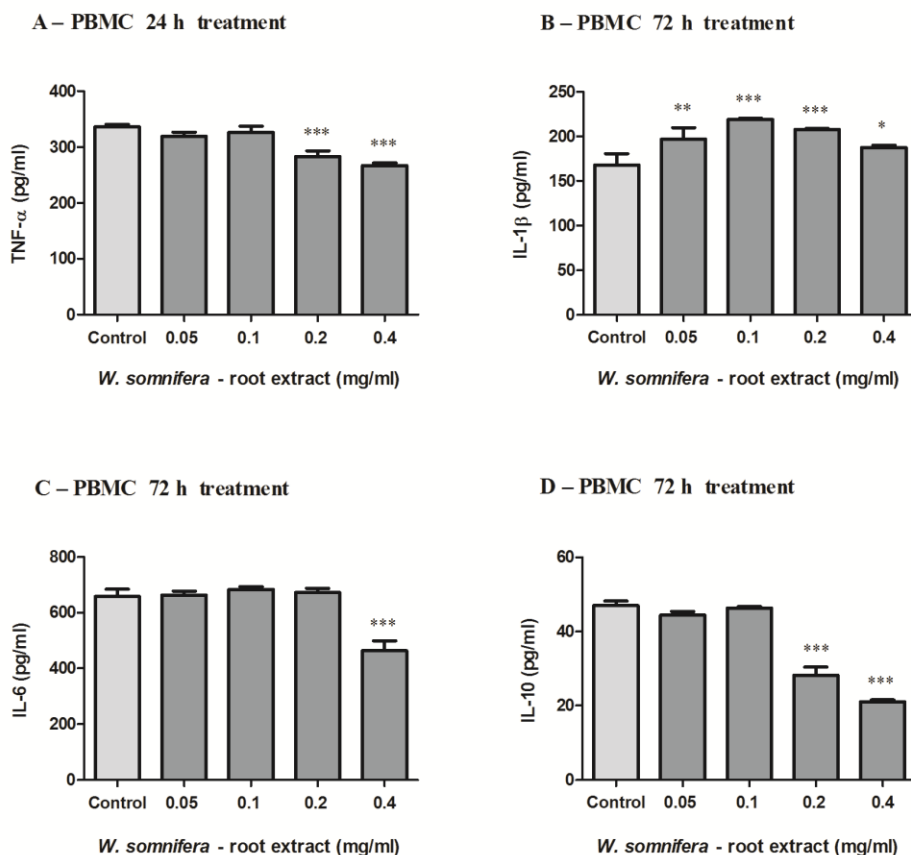 A – PBMC 24 h treatment
TNF-α (pg/ml)
400
300
200
100
0
*** ***
Control 0.05 0.1 0.2 0.4
W. somnifera - root extract (mg/ml)
B – PBMC 72 h treatment
IL-1β (pg/ml)
250
200
150
100
50
0
** *** *** *
Control 0.05 0.1 0.2 0.4
W. somnifera - root extract (mg/ml)
C – PBMC 72 h treatment
IL-6 (pg/ml)
800
600
400
200
0
***
Control 0.05 0.1 0.2 0.4
W. somnifera - root extract (mg/ml)
D – PBMC 72 h treatment
IL-10 (pg/ml)
60
40
20
0
*** ***
Control 0.05 0.1 0.2 0.4
W. somnifera - root extract (mg/ml)